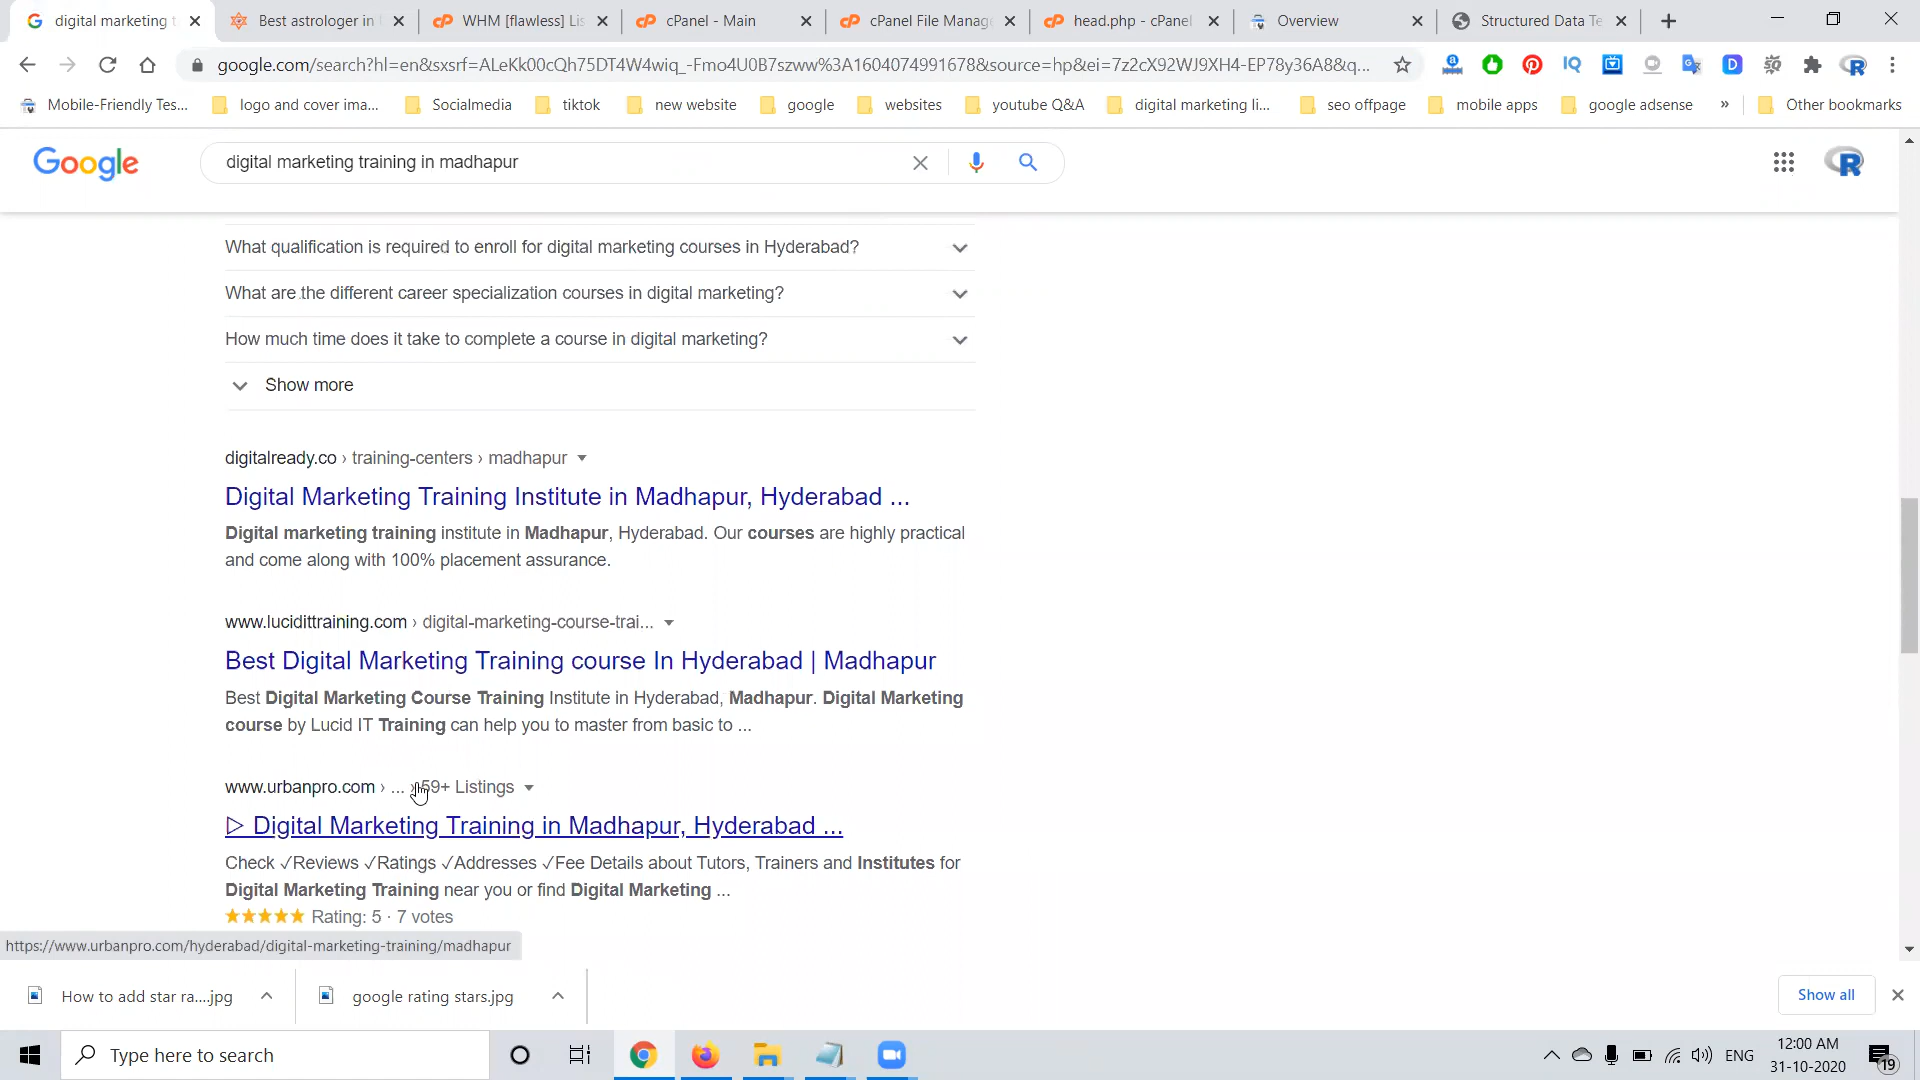 digital marketing t
Best astrologer in
WHM [flawless] Lis
cPanel - Main
cPanel File Manage
head.php - cPanel
Overview
Structured Data Te
google.com/search?hl=en&sxsrf=ALeKk00cQh75DT4W4wiq_-Fmo4U0B7szww%3A1604074991678&source=hp&ei=7z2cX92WJ9XH4-EP78y36A8&q...
Mobile-Friendly Tes...
logo and cover ima...
Socialmedia
tiktok
new website
google
websites
youtube Q&A
digital marketing li...
seo offpage
mobile apps
google adsense
»
Other bookmarks
Google
digital marketing training in madhapur
What qualification is required to enroll for digital marketing courses in Hyderabad?
What are the different career specialization courses in digital marketing?
How much time does it take to complete a course in digital marketing?
Show more
digitalready.co › training-centers › madhapur
Digital Marketing Training Institute in Madhapur, Hyderabad ...
Digital marketing training institute in Madhapur, Hyderabad. Our courses are highly practical
and come along with 100% placement assurance.
www.lucidittraining.com › digital-marketing-course-trai...
Best Digital Marketing Training course In Hyderabad | Madhapur
Best Digital Marketing Course Training Institute in Hyderabad, Madhapur. Digital Marketing
course by Lucid IT Training can help you to master from basic to ...
www.urbanpro.com › ... › 59+ Listings
▷ Digital Marketing Training in Madhapur, Hyderabad ...
Check ✓Reviews ✓Ratings ✓Addresses ✓Fee Details about Tutors, Trainers and Institutes for
Digital Marketing Training near you or find Digital Marketing ...
★★★★★ Rating: 5 · 7 votes
https://www.urbanpro.com/hyderabad/digital-marketing-training/madhapur
How to add star ra....jpg
google rating stars.jpg
Show all
Type here to search
ENG
12:00 AM
31-10-2020
19